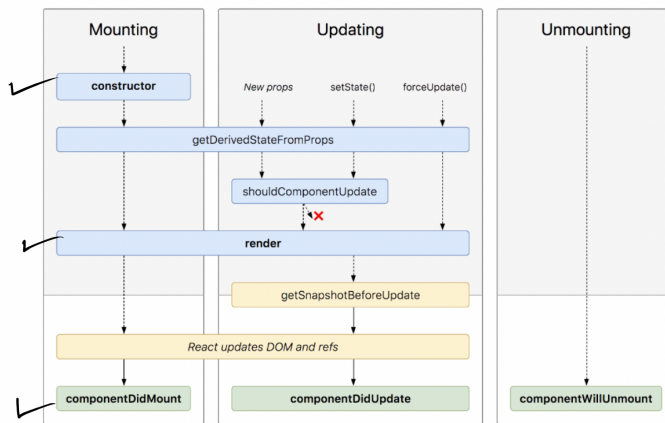 Mounting
Updating
Unmounting
constructor
New props
setState()
forceUpdate()
getDerivedStateFromProps
shouldComponentUpdate
render
getSnapshotBeforeUpdate
React updates DOM and refs
componentDidMount
componentDidUpdate
componentWillUnmount